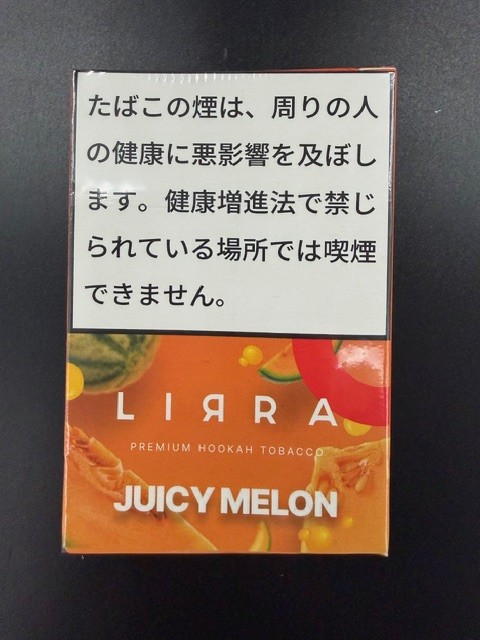 たばこの煙は、周りの人
の健康に悪影響を及ぼし
ます。健康増進法で禁じ
られている場所では喫煙
できません。
LIЯRA
PREMIUM HOOKAH TOBACCO
JUICY MELON